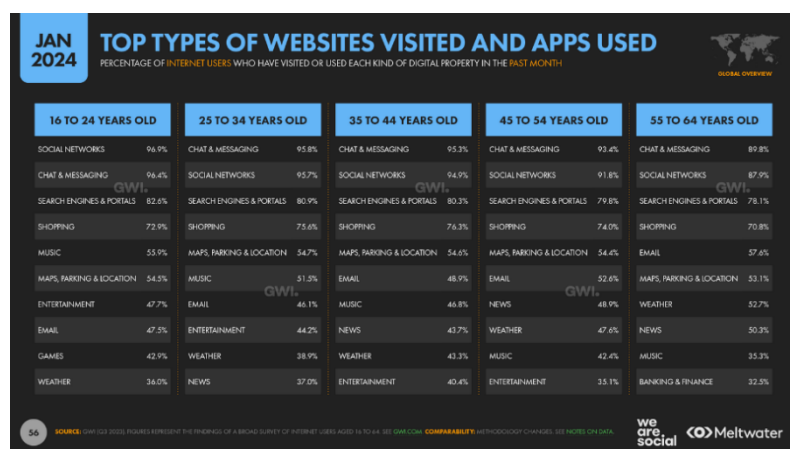 JAN
2024
TOP TYPES OF WEBSITES VISITED AND APPS USED
PERCENTAGE OF INTERNET USERS WHO HAVE VISITED OR USED EACH KIND OF DIGITAL PROPERTY IN THE PAST MONTH
GLOBAL OVERVIEW
16 TO 24 YEARS OLD
SOCIAL NETWORKS 96.9%
CHAT & MESSAGING 96.4%
SEARCH ENGINES & PORTALS 82.6%
SHOPPING 72.9%
MUSIC 55.9%
MAPS, PARKING & LOCATION 54.5%
ENTERTAINMENT 47.7%
EMAIL 47.5%
GAMES 42.9%
WEATHER 36.0%
25 TO 34 YEARS OLD
CHAT & MESSAGING 95.8%
SOCIAL NETWORKS 95.7%
SEARCH ENGINES & PORTALS 80.9%
SHOPPING 75.6%
MAPS, PARKING & LOCATION 54.7%
MUSIC 51.5%
EMAIL 46.1%
ENTERTAINMENT 44.2%
WEATHER 38.9%
NEWS 37.0%
35 TO 44 YEARS OLD
CHAT & MESSAGING 95.3%
SOCIAL NETWORKS 94.9%
SEARCH ENGINES & PORTALS 80.3%
SHOPPING 76.3%
MAPS, PARKING & LOCATION 54.6%
EMAIL 48.9%
MUSIC 46.8%
NEWS 43.7%
WEATHER 43.3%
ENTERTAINMENT 40.4%
45 TO 54 YEARS OLD
CHAT & MESSAGING 93.4%
SOCIAL NETWORKS 91.8%
SEARCH ENGINES & PORTALS 79.8%
SHOPPING 74.0%
MAPS, PARKING & LOCATION 54.4%
EMAIL 52.6%
NEWS 48.9%
WEATHER 47.6%
MUSIC 42.4%
ENTERTAINMENT 35.1%
55 TO 64 YEARS OLD
CHAT & MESSAGING 89.8%
SOCIAL NETWORKS 87.9%
SEARCH ENGINES & PORTALS 78.1%
SHOPPING 70.8%
EMAIL 57.6%
MAPS, PARKING & LOCATION 53.1%
WEATHER 52.7%
NEWS 50.3%
MUSIC 35.3%
BANKING & FINANCE 32.5%
GWI.
GWI.
GWI.
GWI.
GWI.
56
SOURCE: GWI (Q3 2023). FIGURES REPRESENT THE FINDINGS OF A BROAD SURVEY OF INTERNET USERS AGED 16 TO 64. SEE GWI.COM. COMPARABILITY: METHODOLOGY CHANGES. SEE NOTES ON DATA.
we
are.
social
Meltwater